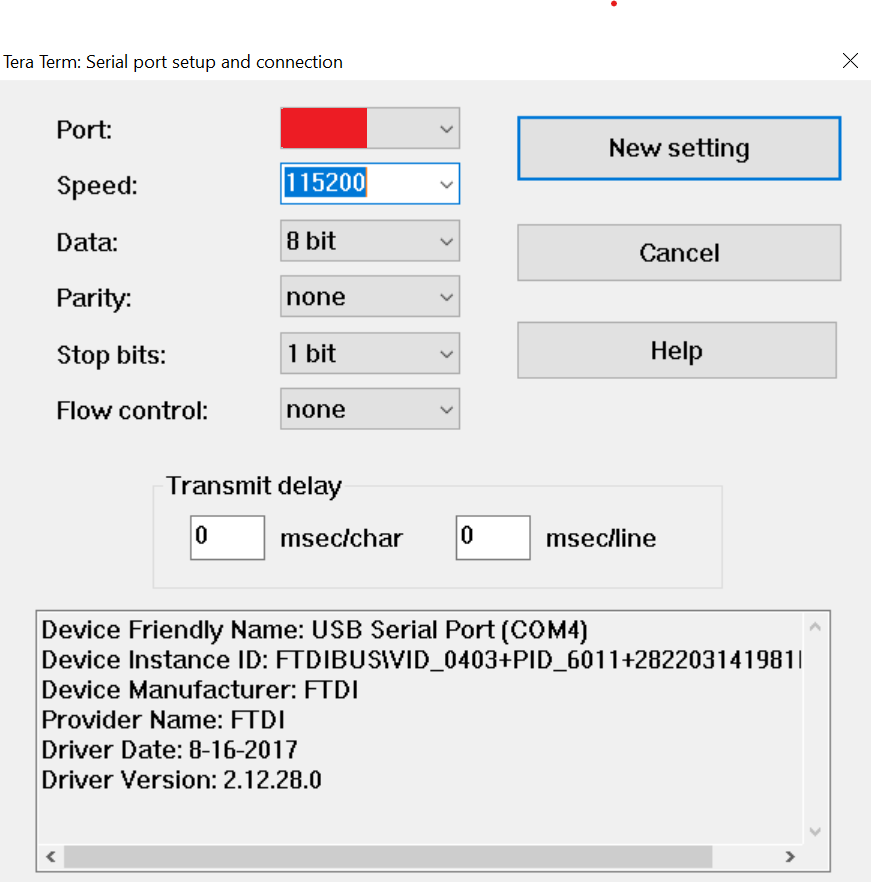 Tera Term: Serial port setup and connection
Port:
New setting
Speed: 115200
Data: 8 bit
Cancel
Parity: none
Stop bits: 1 bit
Help
Flow control: none
Transmit delay
0 msec/char 0 msec/line
Device Friendly Name: USB Serial Port (COM4)
Device Instance ID: FTDIBUS\VID_0403+PID_6011+282203141981
Device Manufacturer: FTDI
Provider Name: FTDI
Driver Date: 8-16-2017
Driver Version: 2.12.28.0